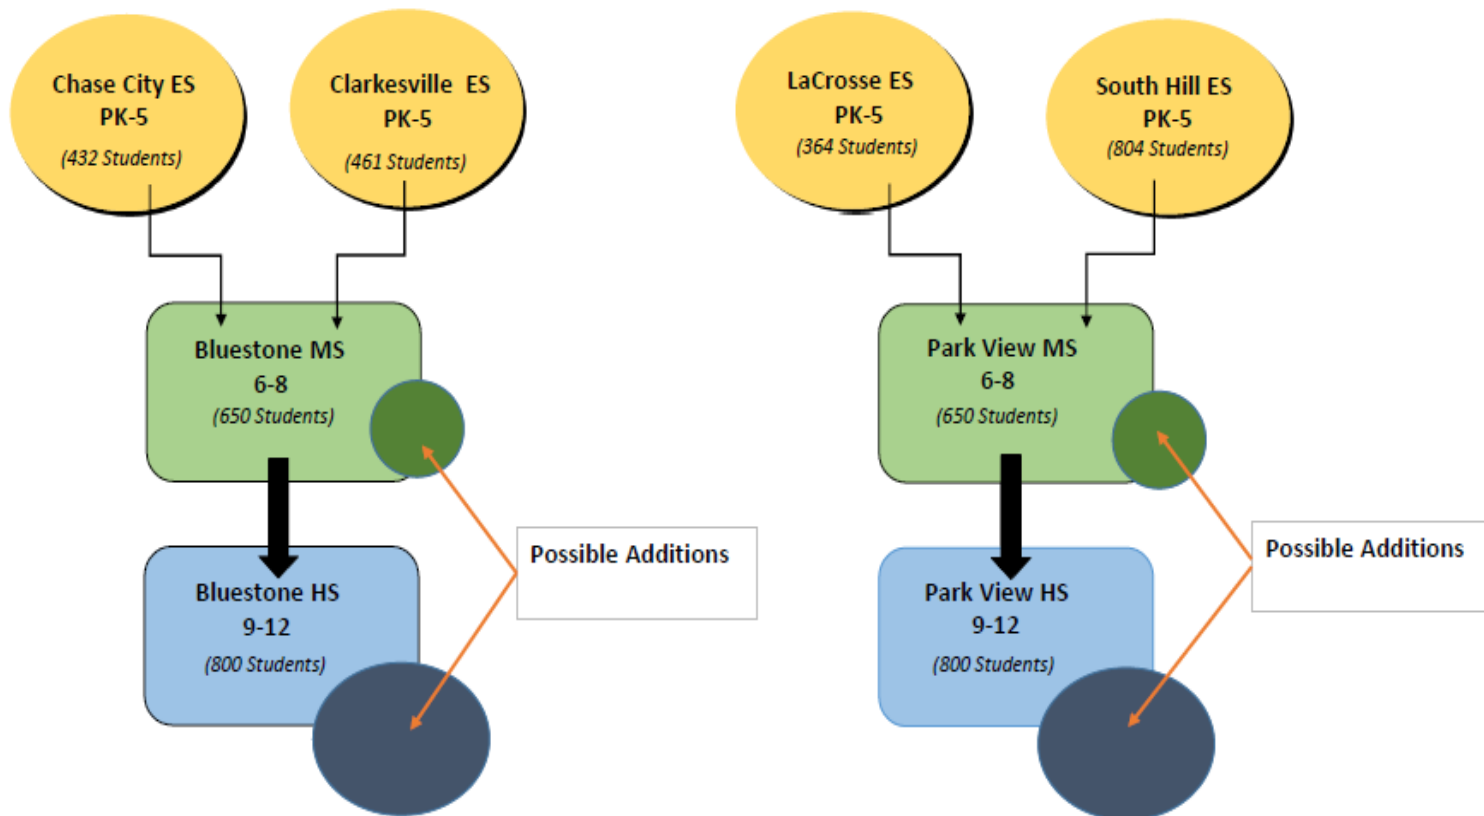 Chase City ES
PK-5
(432 Students)
Clarkesville  ES
PK-5
(461 Students)
LaCrosse ES
PK-5
(364 Students)
South Hill ES
PK-5
(804 Students)
Bluestone MS
6-8
(650 Students)
Park View MS
6-8
(650 Students)
Possible Additions
Possible Additions
Bluestone HS
9-12
(800 Students)
Park View HS
9-12
(800 Students)